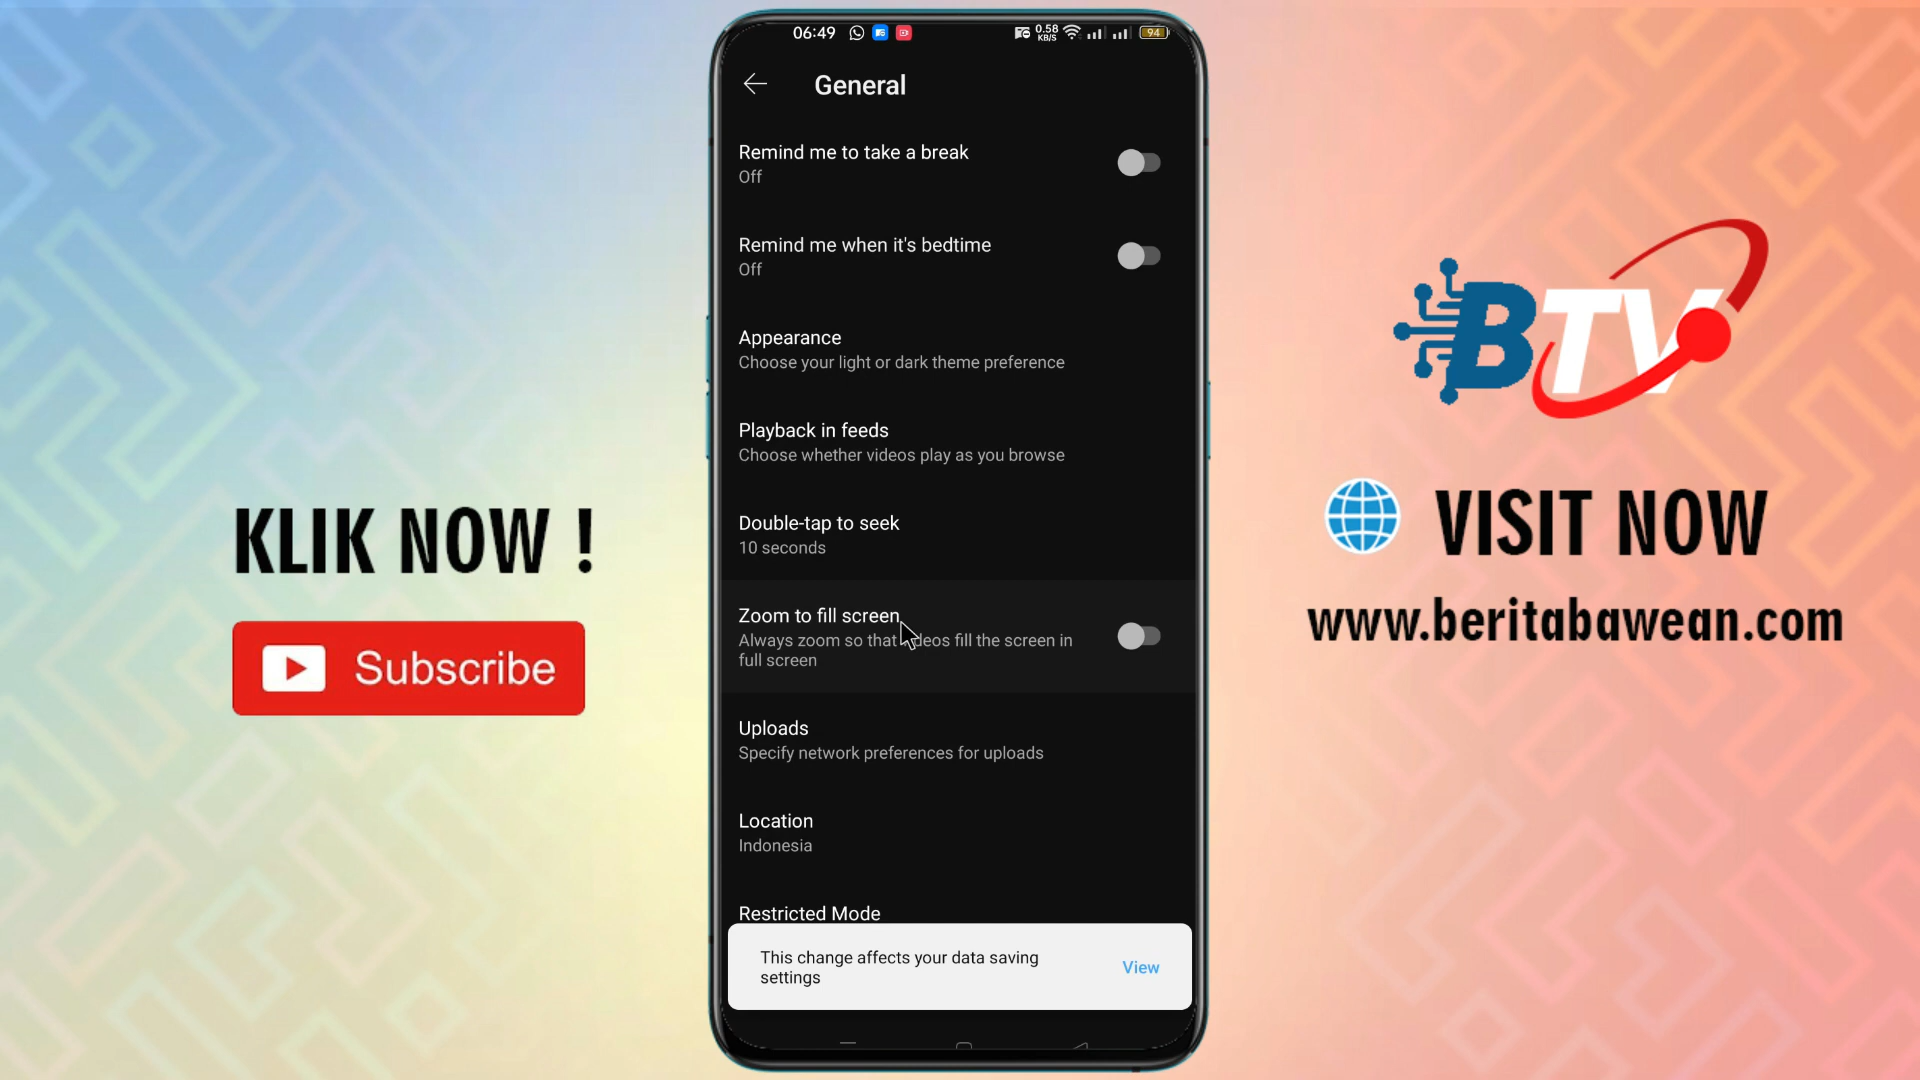 06:49
0.58
KB/S
94
General
Remind me to take a break
Off
Remind me when it's bedtime
Off
Appearance
Choose your light or dark theme preference
Playback in feeds
Choose whether videos play as you browse
Double-tap to seek
10 seconds
Zoom to fill screen
Always zoom so that deos fill the screen in
full screen
Uploads
Specify network preferences for uploads
Location
Indonesia
Restricted Mode
This change affects your data saving
settings
View
KLIK NOW !
Subscribe
BTV
VISIT NOW
www.beritabawean.com